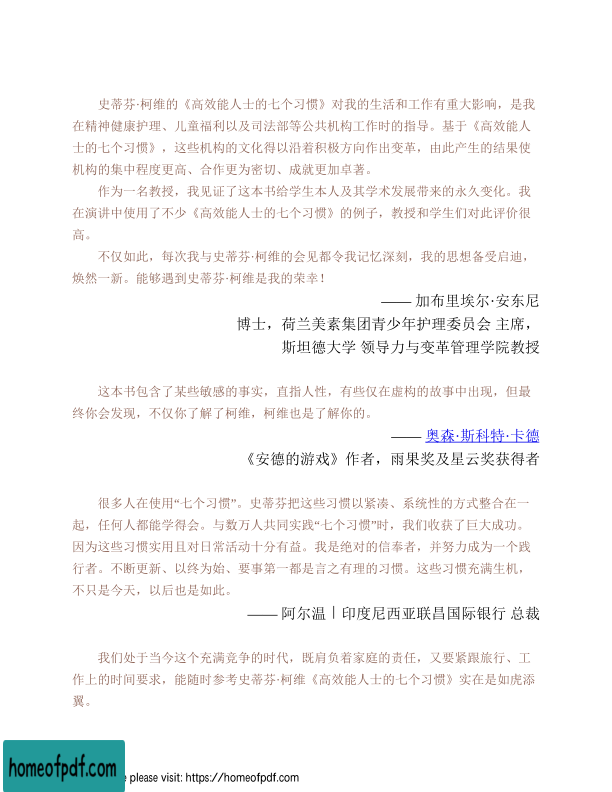 史蒂芬·柯维的《高效能人士的七个习惯》对我的生活和工作有重大影响，是我
在精神健康护理、儿童福利以及司法部等公共机构工作时的指导。基于《高效能人
士的七个习惯》，这些机构的文化得以沿着积极方向作出变革，由此产生的结果使
机构的集中程度更高、合作更为密切、成就更加卓著。
作为一名教授，我见证了这本书给学生本人及其学术发展带来的永久变化。我
在演讲中使用了不少《高效能人士的七个习惯》的例子，教授和学生们对此评价很
高。
不仅如此，每次我与史蒂芬·柯维的会见都令我记忆深刻，我的思想备受启迪，
焕然一新。能够遇到史蒂芬·柯维是我的荣幸！
—— 加布里埃尔·安东尼
博士，荷兰美素集团青少年护理委员会 主席，
斯坦德大学 领导力与变革管理学院教授
这本书包含了某些敏感的事实，直指人性，有些仅在虚构的故事中出现，但最
终你会发现，不仅你了解了柯维，柯维也是了解你的。
—— 奥森·斯科特·卡德
《安德的游戏》作者，雨果奖及星云奖获得者
很多人在使用“七个习惯”。史蒂芬把这些习惯以紧凑、系统性的方式整合在一
起，任何人都能学得会。与数万人共同实践“七个习惯”时，我们收获了巨大成功。
因为这些习惯实用且对日常活动十分有益。我是绝对的信奉者，并努力成为一个践
行者。不断更新、以终为始、要事第一都是言之有理的习惯。这些习惯充满生机，
不只是今天，以后也是如此。
—— 阿尔温｜印度尼西亚联昌国际银行 总裁
我们处于当今这个充满竞争的时代，既肩负着家庭的责任，又要紧跟旅行、工
作上的时间要求，能随时参考史蒂芬·柯维《高效能人士的七个习惯》实在是如虎添
翼。
homeofpdf.com
e please visit: https://homeofpdf.com